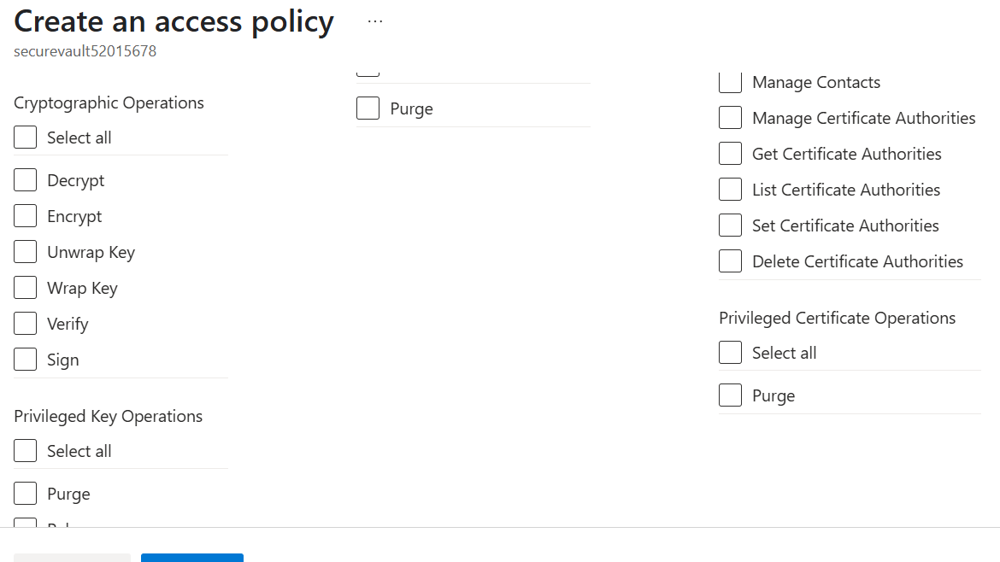 Create an access policy ...
securevault52015678
Cryptographic Operations
Select all
Decrypt
Encrypt
Unwrap Key
Wrap Key
Verify
Sign
Privileged Key Operations
Select all
Purge
Purge
Manage Contacts
Manage Certificate Authorities
Get Certificate Authorities
List Certificate Authorities
Set Certificate Authorities
Delete Certificate Authorities
Privileged Certificate Operations
Select all
Purge